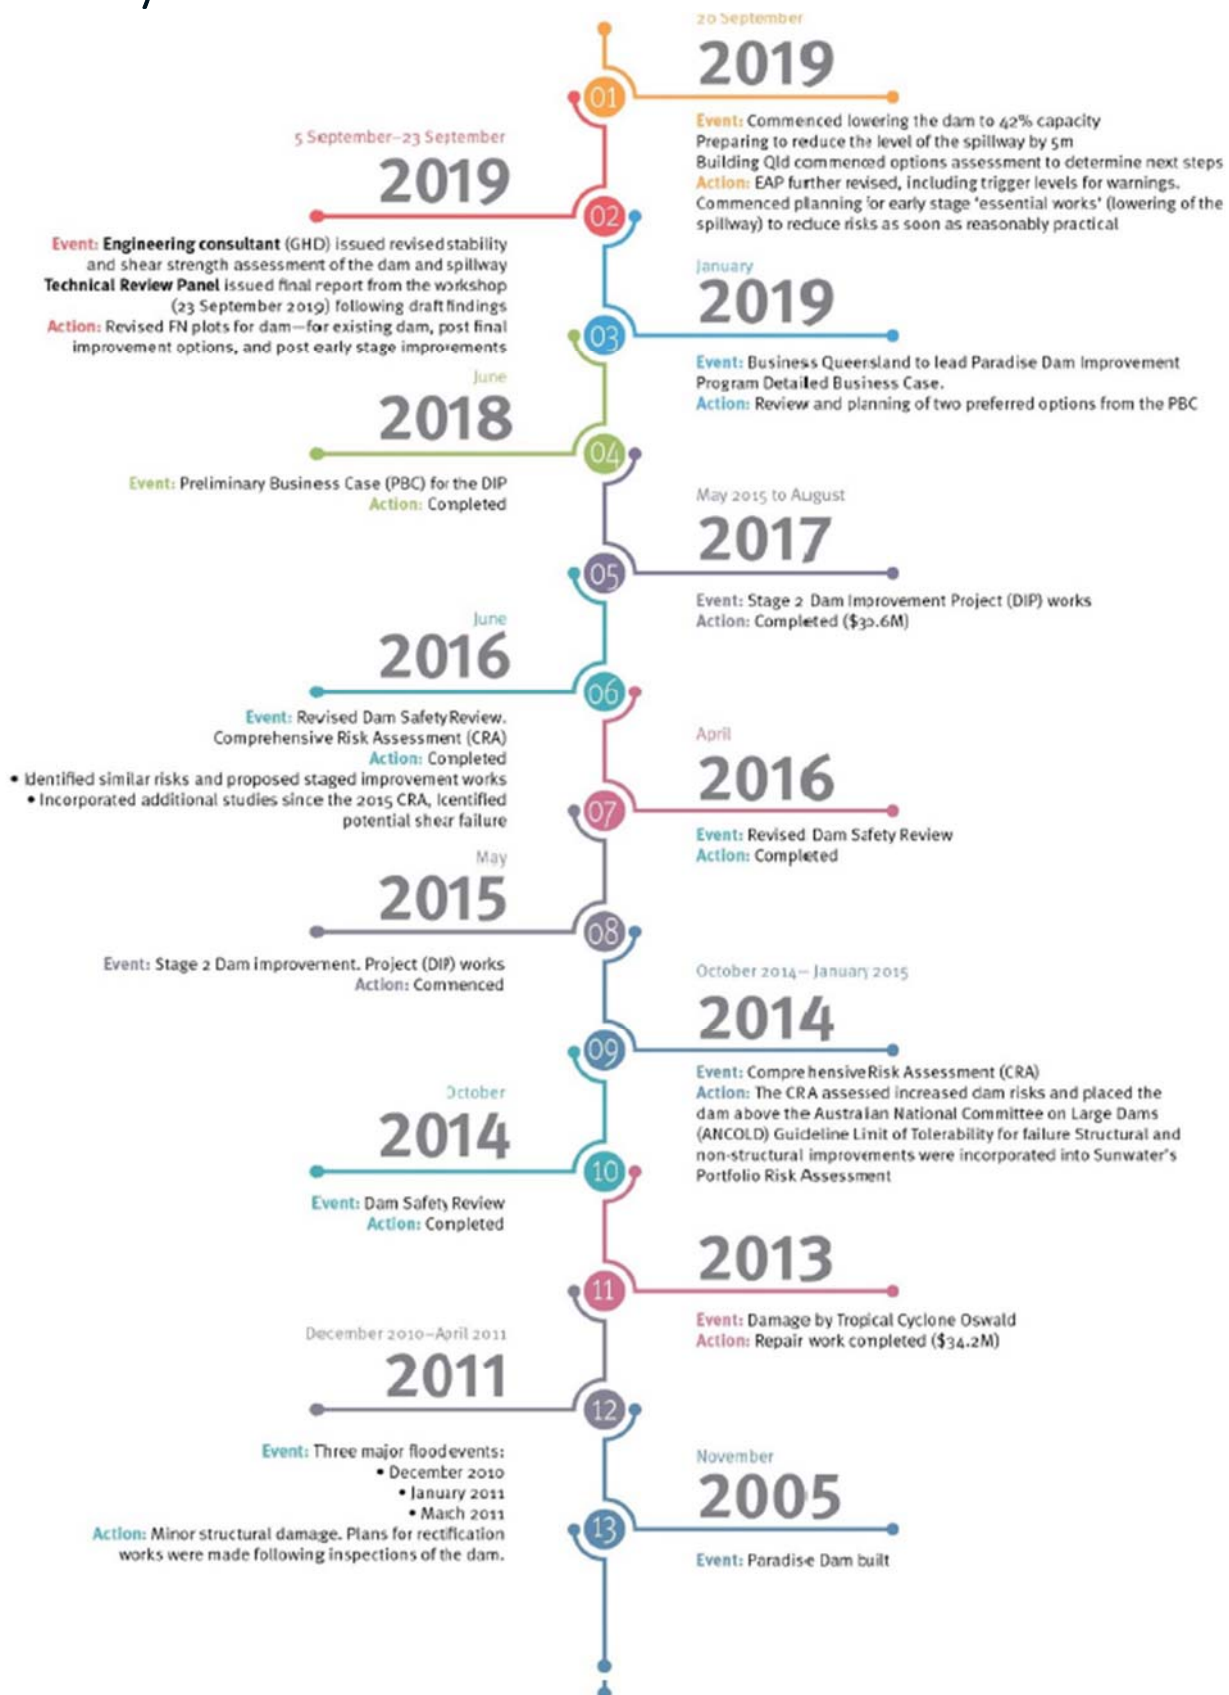 20 September
2019
01
Event: Commenced lowering the dam to 42% capacity
Preparing to reduce the level of the spillway by 5m
Building Qld commenced options assessment to determine next steps
Action: EAP further revised, including trigger levels for warnings.
Commenced planning for early stage 'essential works' (lowering of the
spillway) to reduce risks as soon as reasonably practical
5 September–23 September
2019
02
Event: Engineering consultant (GHD) issued revised stability
and shear strength assessment of the dam and spillway
Technical Review Panel issued final report from the workshop
(23 September 2019) following draft findings
Action: Revised FN plots for dam—for existing dam, post final
improvement options, and post early stage improvements
January
2019
03
Event: Business Queensland to lead Paradise Dam Improvement
Program Detailed Business Case.
Action: Review and planning of two preferred options from the PBC
June
2018
04
Event: Preliminary Business Case (PBC) for the DIP
Action: Completed
May 2015 to August
2017
05
Event: Stage 2 Dam Improvement Project (DIP) works
Action: Completed ($30.6M)
June
2016
06
Event: Revised Dam Safety Review.
Comprehensive Risk Assessment (CRA)
Action: Completed
• Identified similar risks and proposed staged improvement works
• Incorporated additional studies since the 2015 CRA, Identified
potential shear failure
April
2016
07
Event: Revised Dam Safety Review
Action: Completed
May
2015
08
Event: Stage 2 Dam improvement. Project (DIP) works
Action: Commenced
October 2014– January 2015
2014
09
Event: Comprehensive Risk Assessment (CRA)
Action: The CRA assessed increased dam risks and placed the
dam above the Australian National Committee on Large Dams
(ANCOLD) Guideline Limit of Tolerability for failure Structural and
non-structural improvements were incorporated into Sunwater's
Portfolio Risk Assessment
October
2014
10
Event: Dam Safety Review
Action: Completed
2013
11
Event: Damage by Tropical Cyclone Oswald
Action: Repair work completed ($34.2M)
December 2010–April 2011
2011
12
Event: Three major flood events:
• December 2010
• January 2011
• March 2011
Action: Minor structural damage. Plans for rectification
works were made following inspections of the dam.
November
2005
13
Event: Paradise Dam built